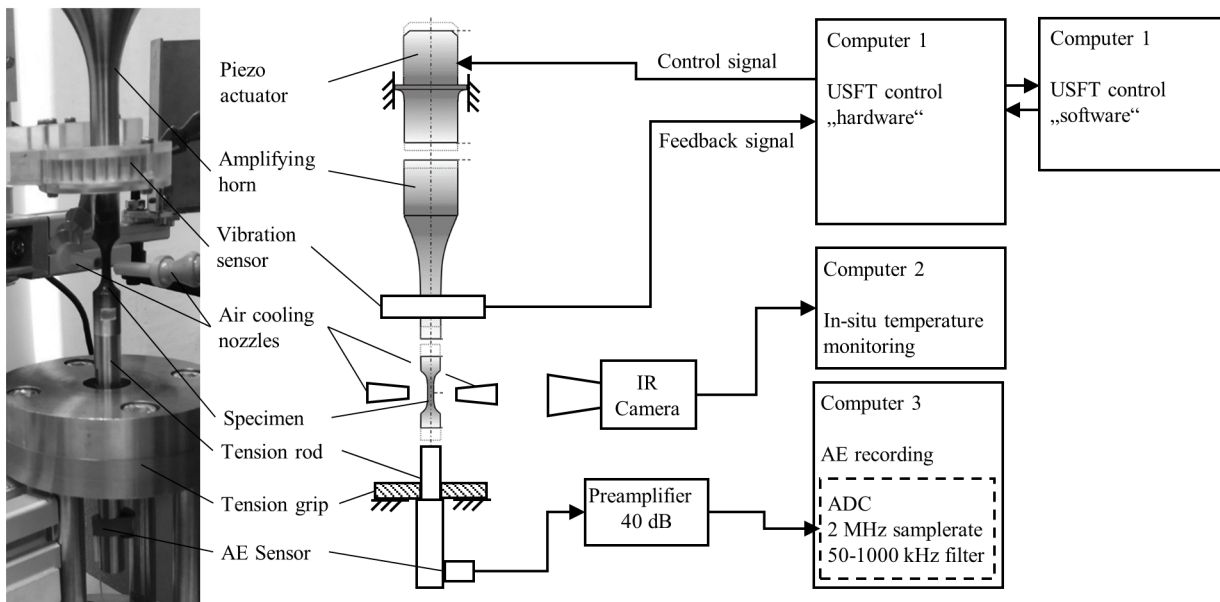 Piezo
actuator
Amplifying
horn
Vibration
sensor
Air cooling
nozzles
Specimen
Tension rod
Tension grip
AE Sensor
Control signal
Feedback signal
Computer 1
USFT control
„hardware“
Computer 1
USFT control
„software“
Computer 2
In-situ temperature
monitoring
IR
Camera
Computer 3
AE recording
ADC
2 MHz samplerate
50-1000 kHz filter
Preamplifier
40 dB